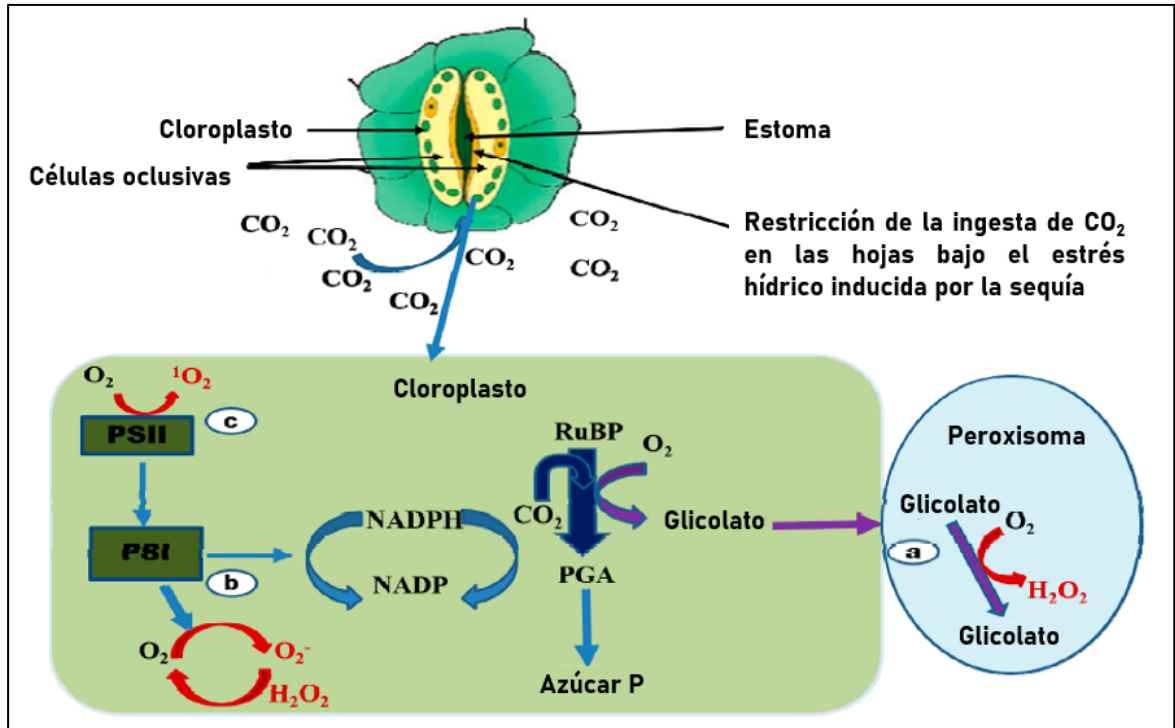 Cloroplasto
Estoma
Células oclusivas
Restricción de la ingesta de CO₂
en las hojas bajo el estrés
hídrico inducida por la sequía
CO₂
CO₂
CO₂
CO₂
CO₂
CO₂
CO₂
Cloroplasto
O₂
¹O₂
PSII
c
PSI
b
O₂
O₂⁻
H₂O₂
NADPH
NADP
RuBP
O₂
CO₂
Glicolato
PGA
Azúcar P
Peroxisoma
Glicolato
a
O₂
H₂O₂
Glicolato